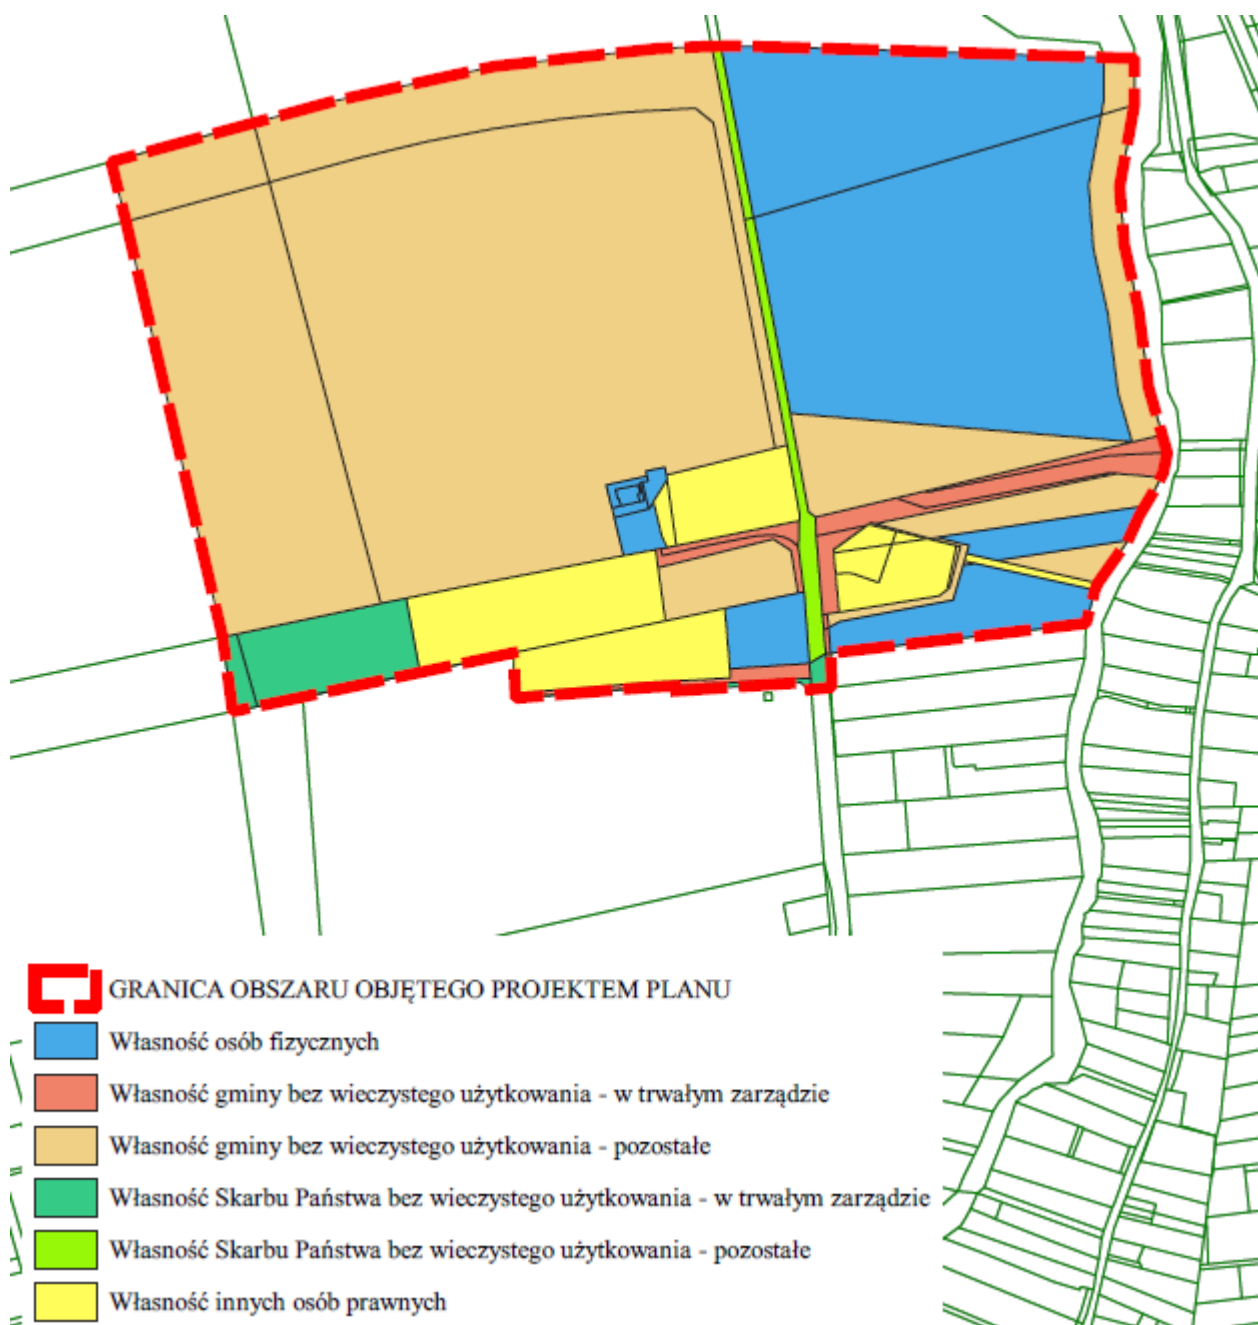 GRANICA OBSZARU OBJĘTEGO PROJEKTEM PLANU
Własność osób fizycznych
Własność gminy bez wieczystego użytkowania - w trwałym zarządzie
Własność gminy bez wieczystego użytkowania - pozostałe
Własność Skarbu Państwa bez wieczystego użytkowania - w trwałym zarządzie
Własność Skarbu Państwa bez wieczystego użytkowania - pozostałe
Własność innych osób prawnych